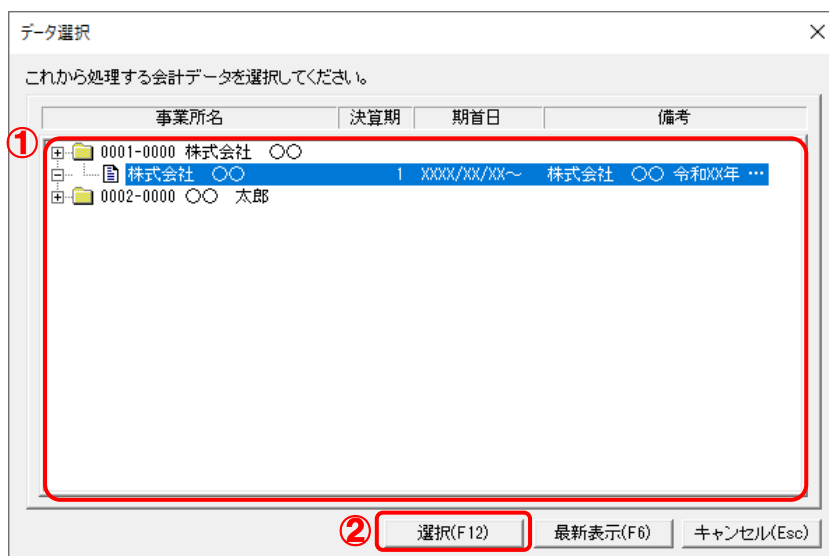 データ選択
これから処理する会計データを選択してください。
事業所名 決算期 期首日 備考
①
0001-0000 株式会社 〇〇
株式会社 〇〇 1 XXXX/XX/XX～ 株式会社 〇〇 令和XX年 …
0002-0000 〇〇 太郎
② 選択(F12) 最新表示(F6) キャンセル(Esc)